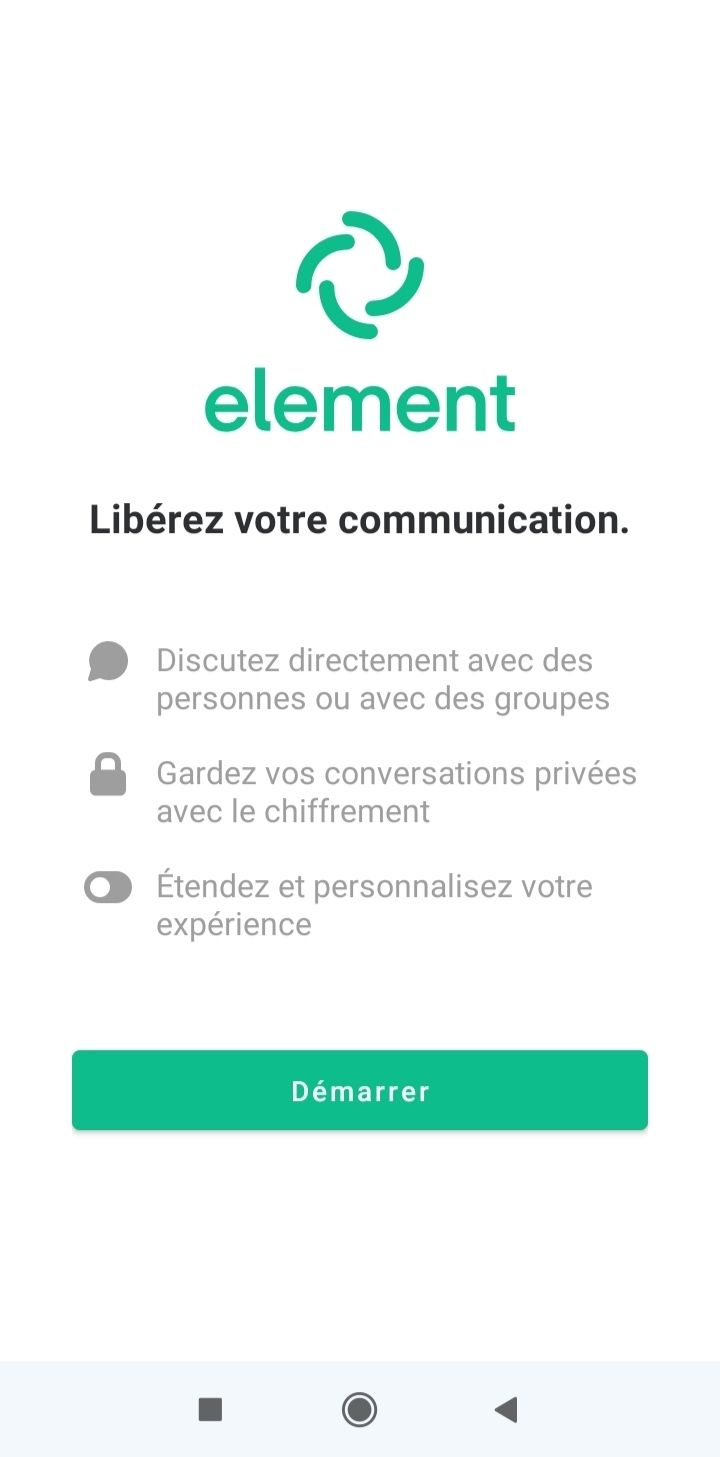 element
Libérez votre communication.
Discutez directement avec des
personnes ou avec des groupes
Gardez vos conversations privées
avec le chiffrement
Étendez et personnalisez votre
expérience
Démarrer